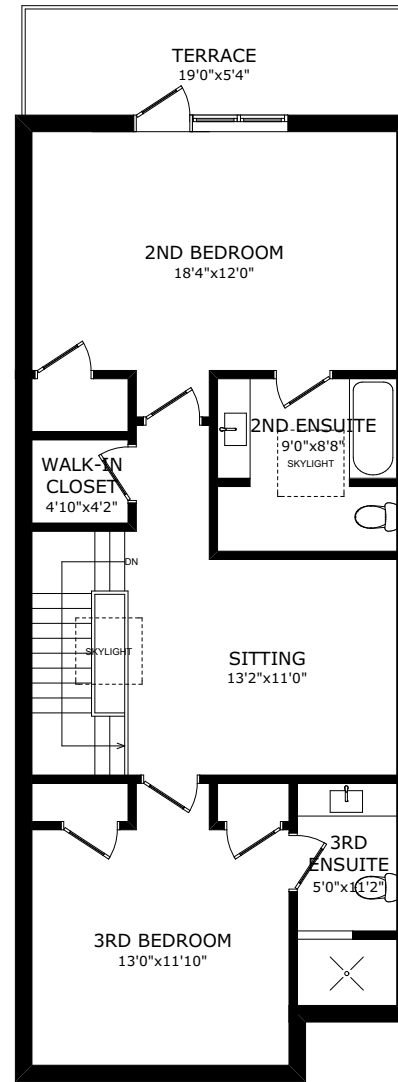 TERRACE
19'0"x5'4"
2ND BEDROOM
18'4"x12'0"
2ND ENSUITE
9'0"x8'8"
SKYLIGHT
WALK-IN
CLOSET
4'10"x4'2"
DN
SKYLIGHT
SITTING
13'2"x11'0"
3RD
ENSUITE
5'0"x11'2"
3RD BEDROOM
13'0"x11'10"